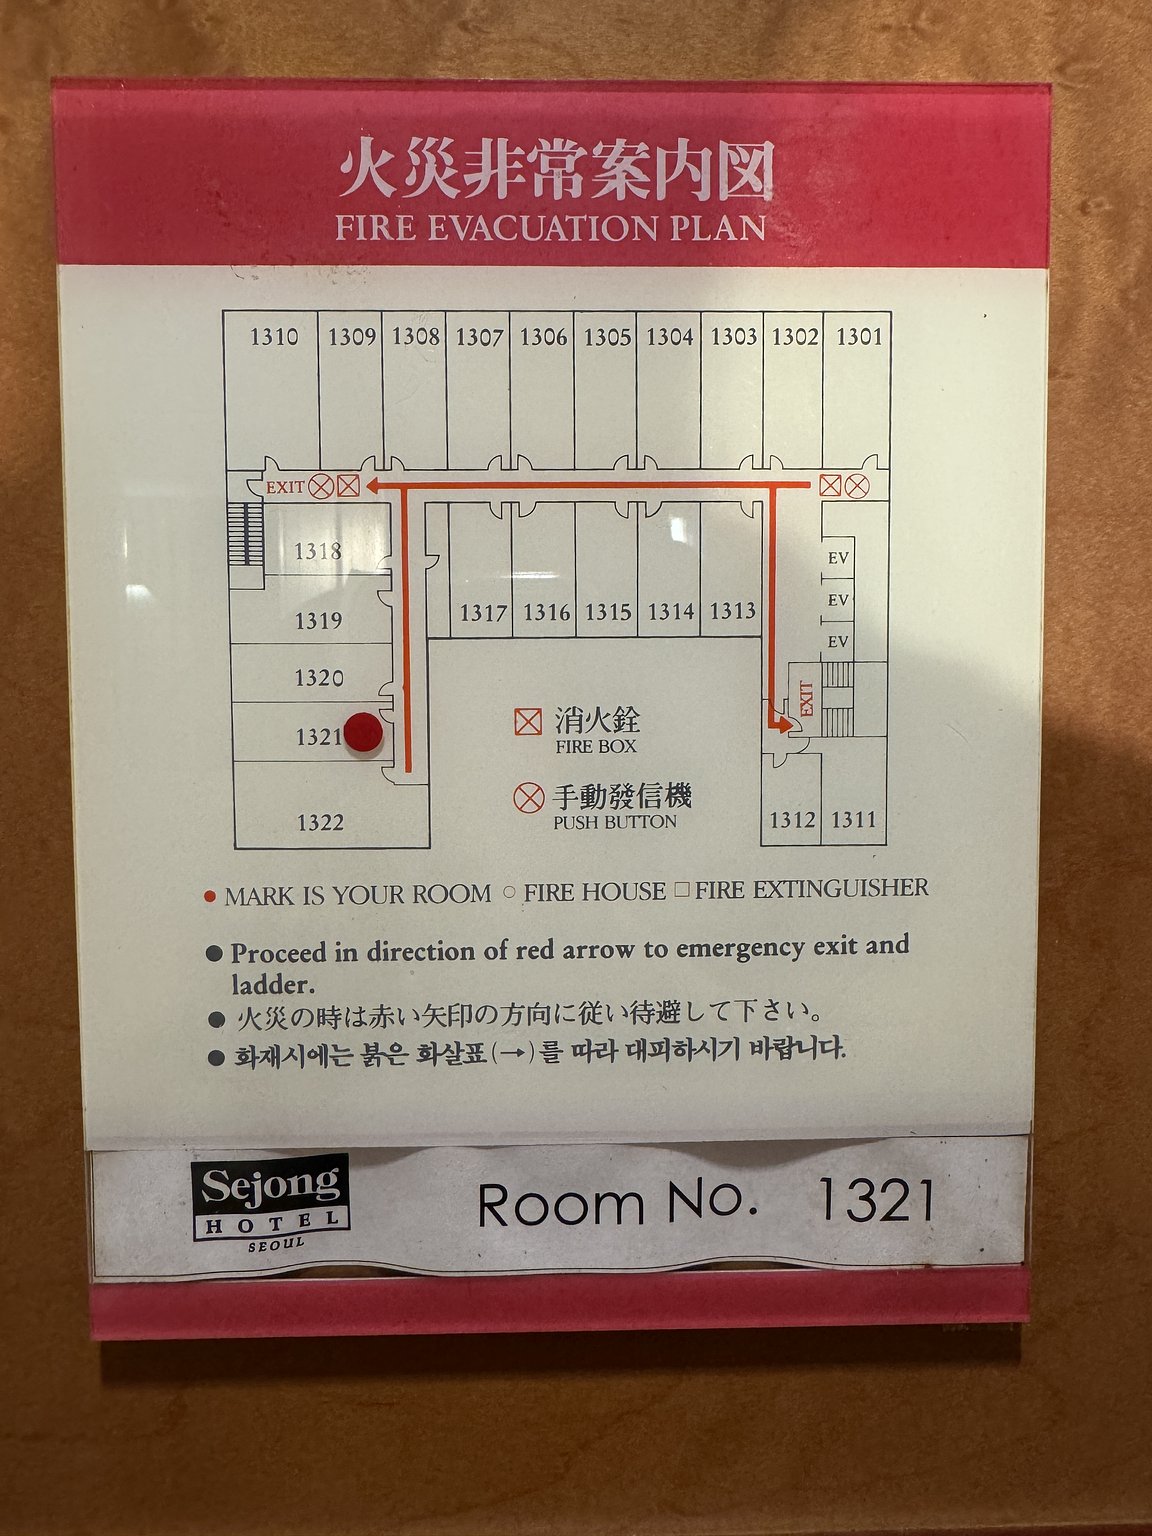 火災非常案内図
FIRE EVACUATION PLAN
1310 1309 1308 1307 1306 1305 1304 1303 1302 1301
EXIT
1318
EV
EV
1319
1317 1316 1315 1314 1313
EV
1320
EXIT
1321
消火銓
FIRE BOX
手動發信機
PUSH BUTTON
1322
1312 1311
● MARK IS YOUR ROOM ○ FIRE HOUSE □ FIRE EXTINGUISHER
● Proceed in direction of red arrow to emergency exit and
ladder.
● 火災の時は赤い矢印の方向に従い待避して下さい。
● 화재시에는 붉은 화살표(→)를 따라 대피하시기 바랍니다.
Sejong
HOTEL
SEOUL
Room No. 1321